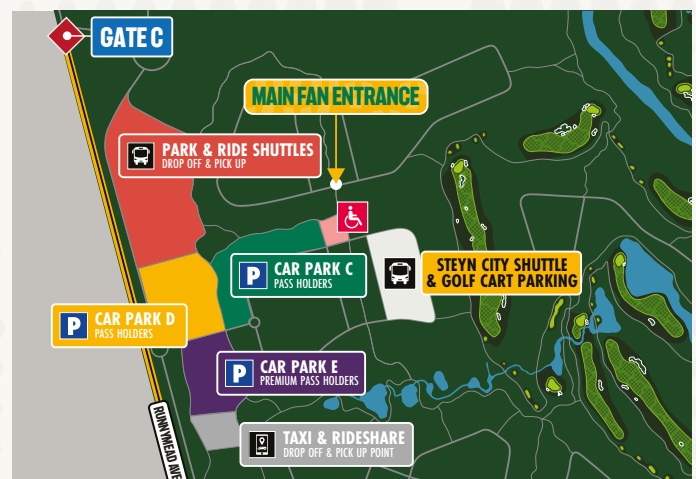 GATE C
MAIN FAN ENTRANCE
PARK & RIDE SHUTTLES
DROP OFF & PICK UP
P
CAR PARK C
PASS HOLDERS
STEYN CITY SHUTTLE
& GOLF CART PARKING
P
CAR PARK D
PASS HOLDERS
P
CAR PARK E
PREMIUM PASS HOLDERS
RUNNYMEAD AVE
TAXI & RIDESHARE
DROP OFF & PICK UP POINT